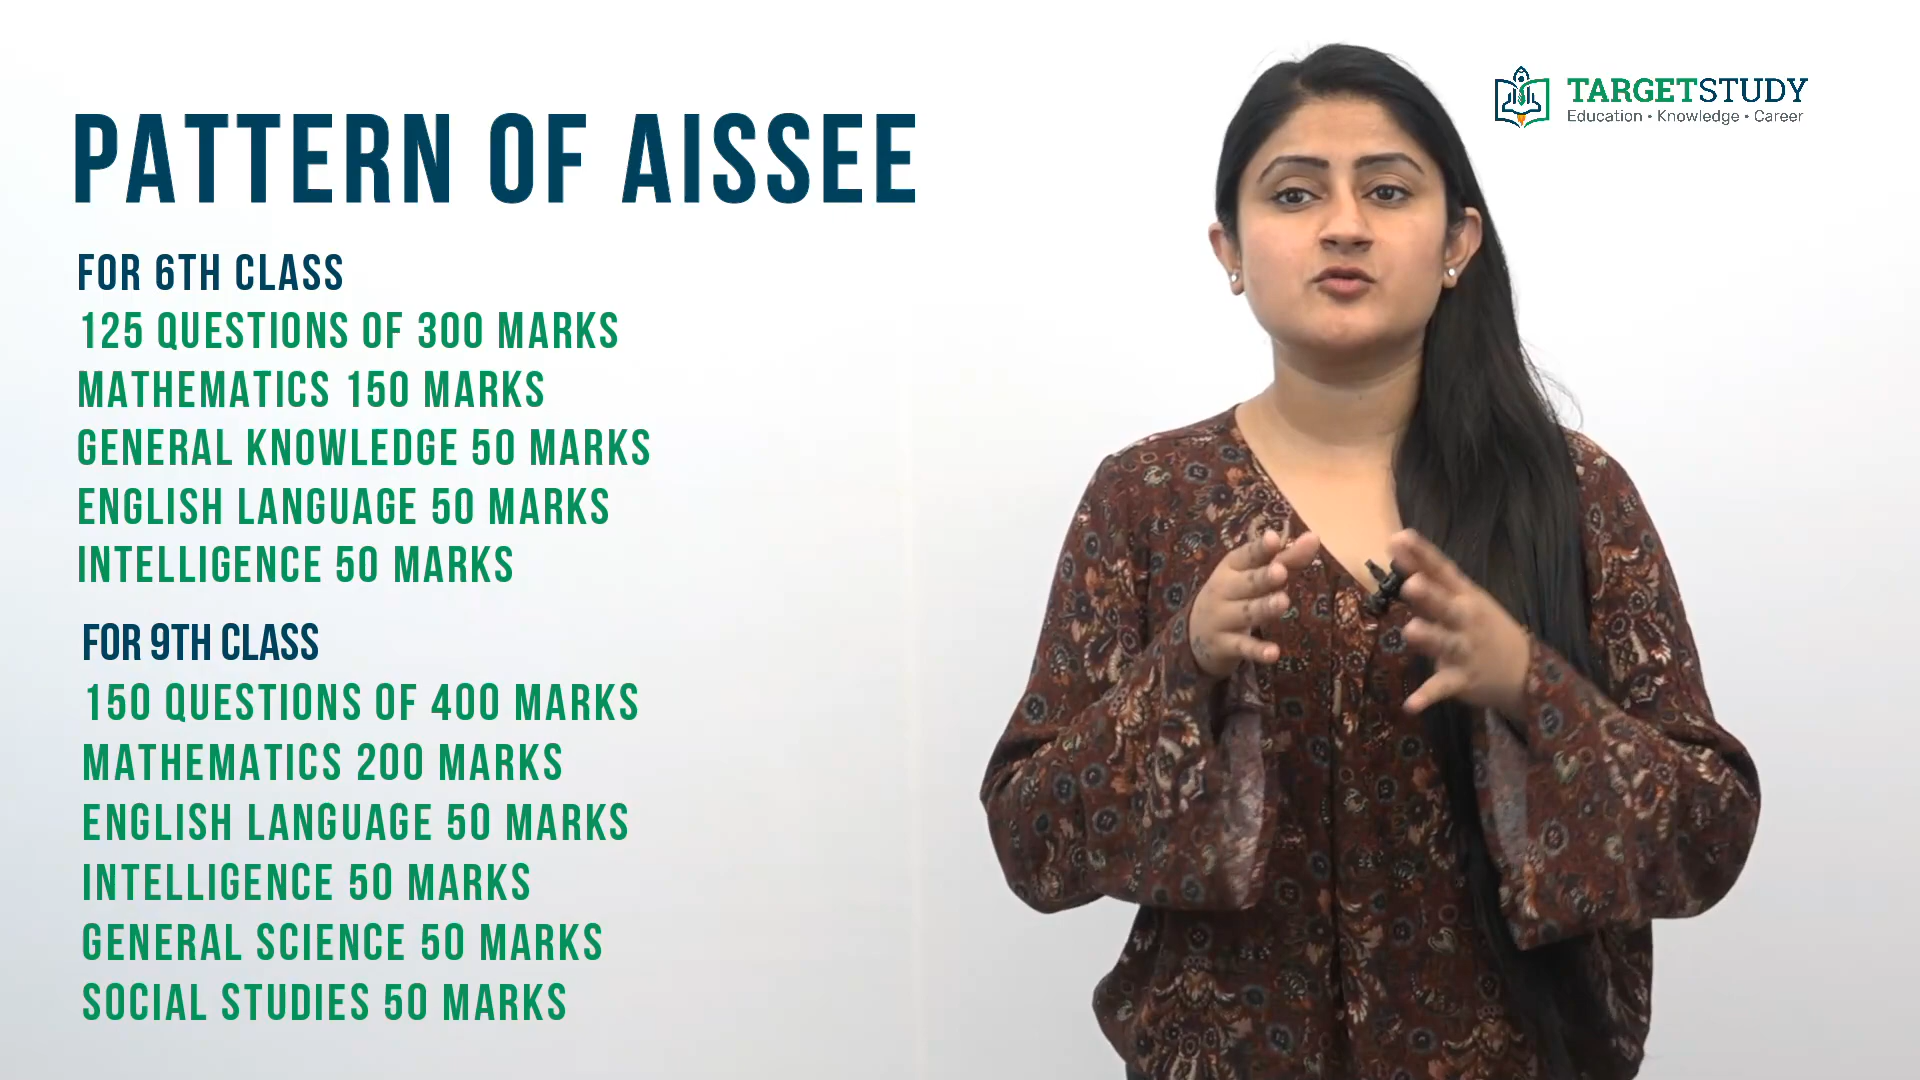 PATTERN OF AISSEE
FOR 6TH CLASS
125 QUESTIONS OF 300 MARKS
MATHEMATICS 150 MARKS
GENERAL KNOWLEDGE 50 MARKS
ENGLISH LANGUAGE 50 MARKS
INTELLIGENCE 50 MARKS
FOR 9TH CLASS
150 QUESTIONS OF 400 MARKS
MATHEMATICS 200 MARKS
ENGLISH LANGUAGE 50 MARKS
INTELLIGENCE 50 MARKS
GENERAL SCIENCE 50 MARKS
SOCIAL STUDIES 50 MARKS
TARGETSTUDY
Education • Knowledge • Career